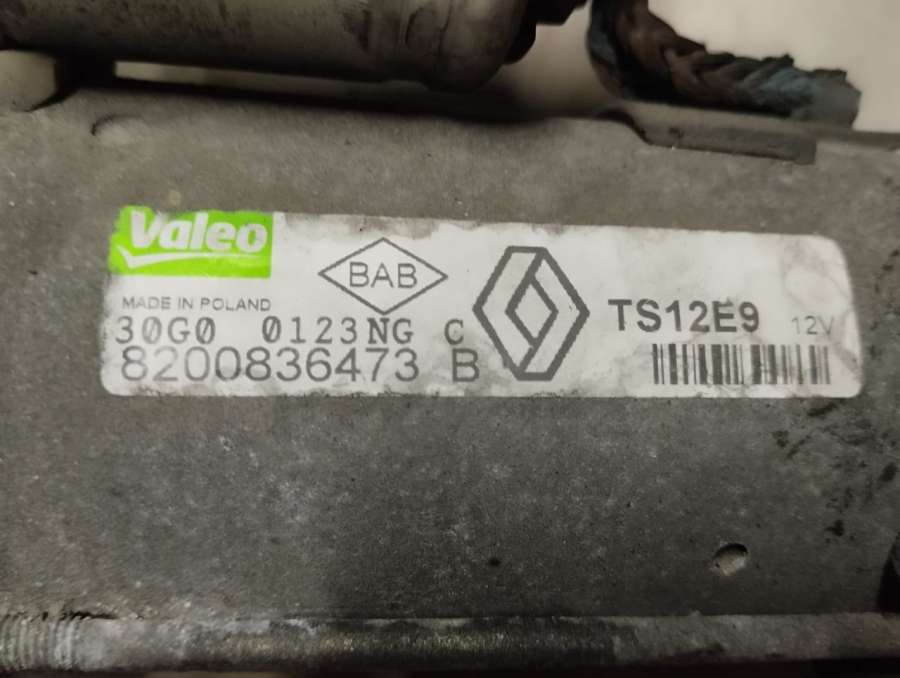 Valeo
BAB
MADE IN POLAND
TS12E9 12V
30G0 0123NG C
8200836473 B